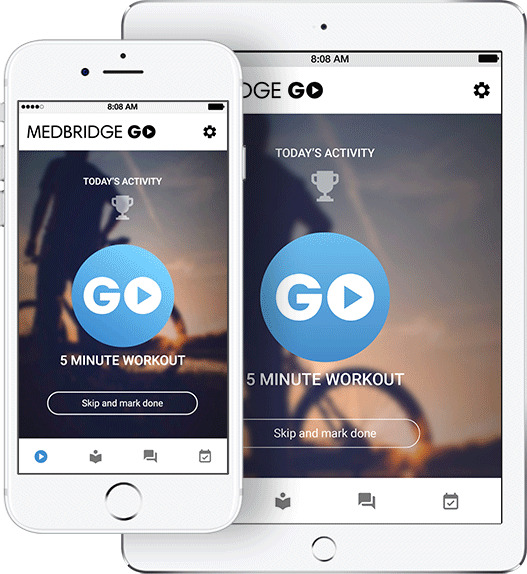 8:08 AM
MEDBRIDGE GO
TODAY'S ACTIVITY
GO
5 MINUTE WORKOUT
Skip and mark done
8:08 AM
DGE GO
TODAY'S ACTIVITY
GO
5 MINUTE WORKOUT
Skip and mark done